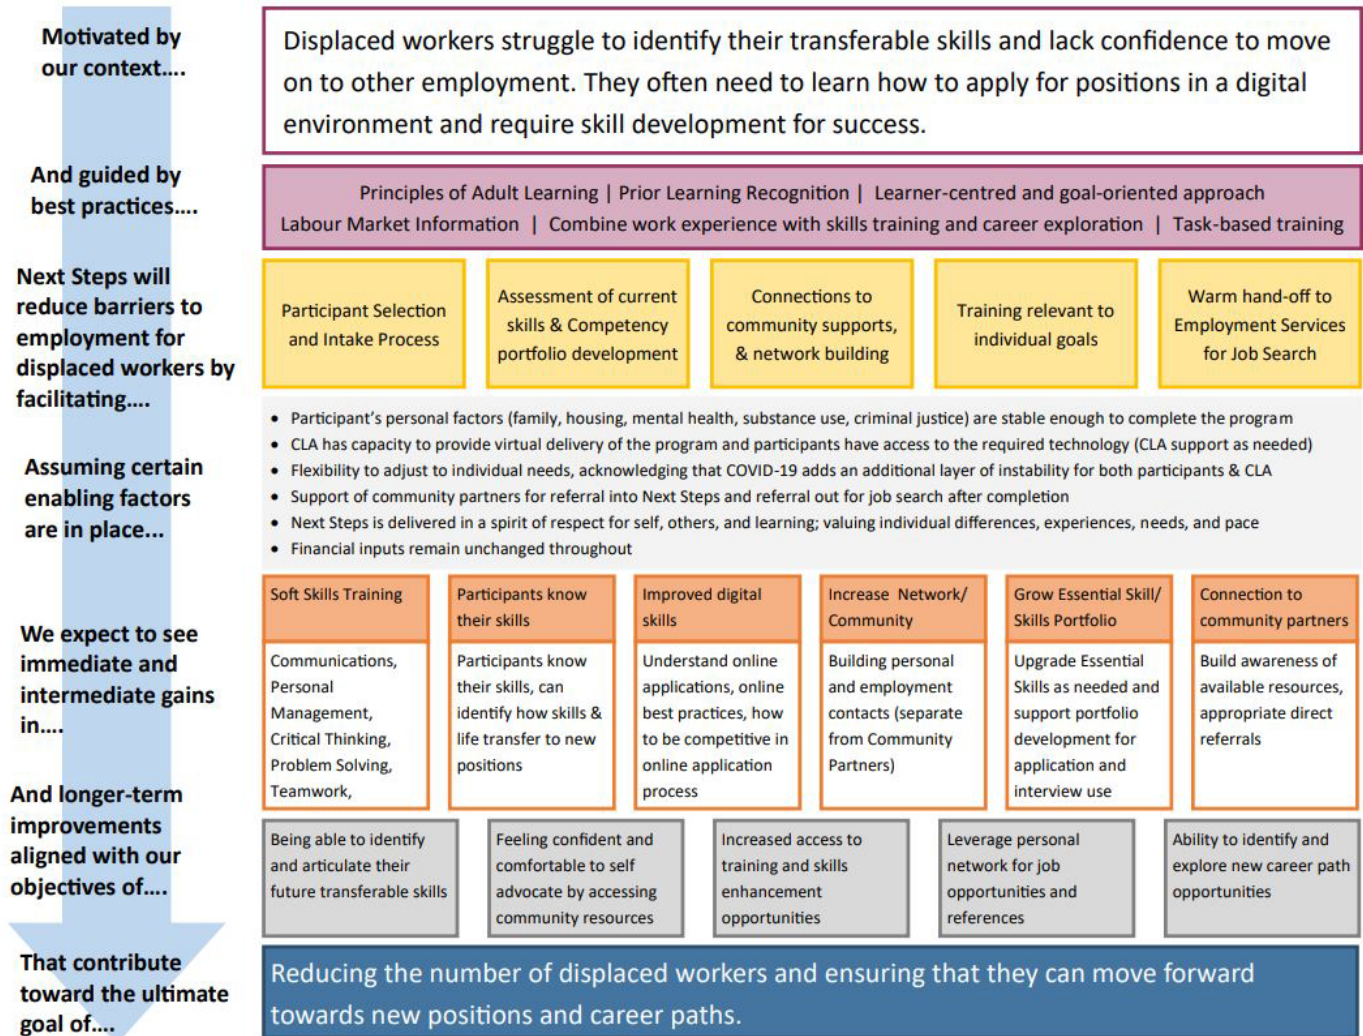 Motivated by
our context....
Displaced workers struggle to identify their transferable skills and lack confidence to move
on to other employment. They often need to learn how to apply for positions in a digital
environment and require skill development for success.
And guided by
best practices....
Principles of Adult Learning | Prior Learning Recognition | Learner-centred and goal-oriented approach
Labour Market Information | Combine work experience with skills training and career exploration | Task-based training
Next Steps will
reduce barriers to
employment for
displaced workers by
facilitating....
Participant Selection
and Intake Process
Assessment of current
skills & Competency
portfolio development
Connections to
community supports,
& network building
Training relevant to
individual goals
Warm hand-off to
Employment Services
for Job Search
Assuming certain
enabling factors
are in place...
• Participant's personal factors (family, housing, mental health, substance use, criminal justice) are stable enough to complete the program
• CLA has capacity to provide virtual delivery of the program and participants have access to the required technology (CLA support as needed)
• Flexibility to adjust to individual needs, acknowledging that COVID-19 adds an additional layer of instability for both participants & CLA
• Support of community partners for referral into Next Steps and referral out for job search after completion
• Next Steps is delivered in a spirit of respect for self, others, and learning; valuing individual differences, experiences, needs, and pace
• Financial inputs remain unchanged throughout
We expect to see
immediate and
intermediate gains
in....
Soft Skills Training
Communications,
Personal
Management,
Critical Thinking,
Problem Solving,
Teamwork,
Participants know
their skills
Participants know
their skills, can
identify how skills &
life transfer to new
positions
Improved digital
skills
Understand online
applications, online
best practices, how
to be competitive in
online application
process
Increase Network/
Community
Building personal
and employment
contacts (separate
from Community
Partners)
Grow Essential Skill/
Skills Portfolio
Upgrade Essential
Skills as needed and
support portfolio
development for
application and
interview use
Connection to
community partners
Build awareness of
available resources,
appropriate direct
referrals
And longer-term
improvements
aligned with our
objectives of....
Being able to identify
and articulate their
future transferable skills
Feeling confident and
comfortable to self
advocate by accessing
community resources
Increased access to
training and skills
enhancement
opportunities
Leverage personal
network for job
opportunities and
references
Ability to identify and
explore new career path
opportunities
That contribute
toward the ultimate
goal of....
Reducing the number of displaced workers and ensuring that they can move forward
towards new positions and career paths.